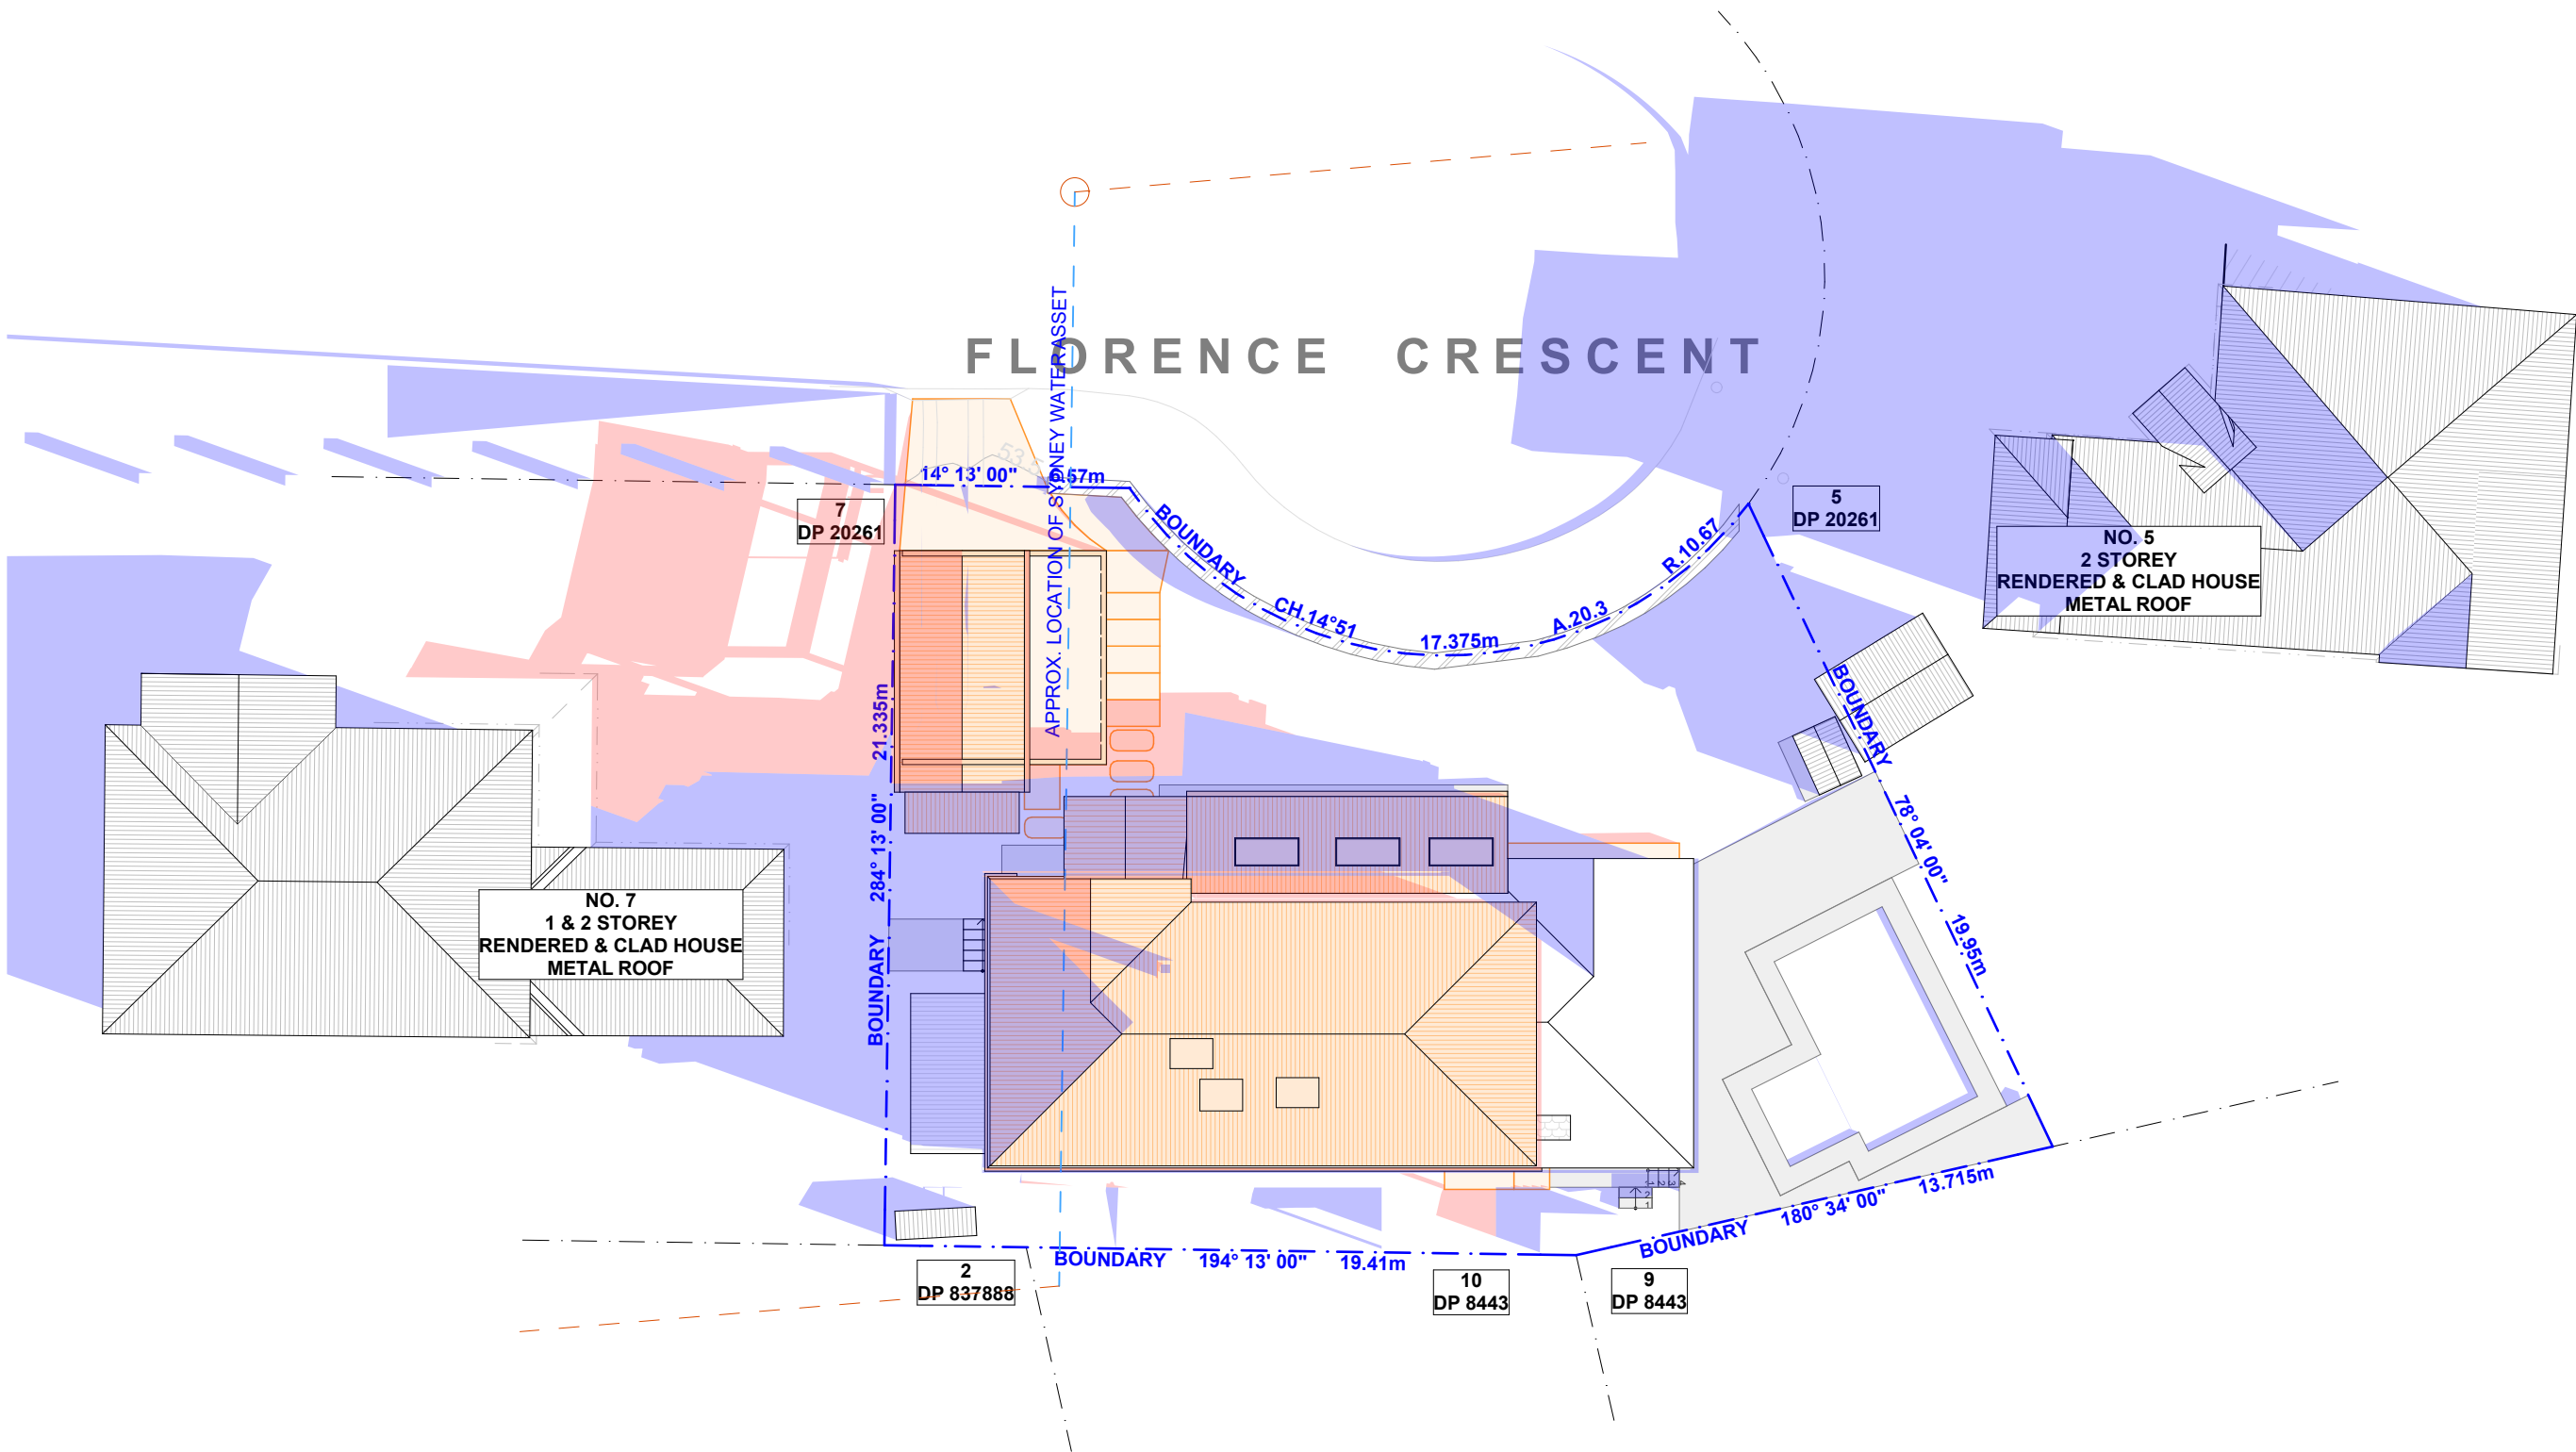 FLORENCE CRESCENT
APPROX. LOCATION OF SYDNEY WATERASSET
14° 13' 00"
7
DP 20261
5
DP 20261
BOUNDARY
CH.14°51
17.375m
A.20.3
R.10.67
NO. 5
2 STOREY
RENDERED & CLAD HOUSE
METAL ROOF
BOUNDARY
78° 04' 00"
19.95m
BOUNDARY 284° 13' 00" 21.335m
NO. 7
1 & 2 STOREY
RENDERED & CLAD HOUSE
METAL ROOF
BOUNDARY 194° 13' 00" 19.41m
BOUNDARY 180° 34' 00" 13.715m
2
DP 837888
10
DP 8443
9
DP 8443